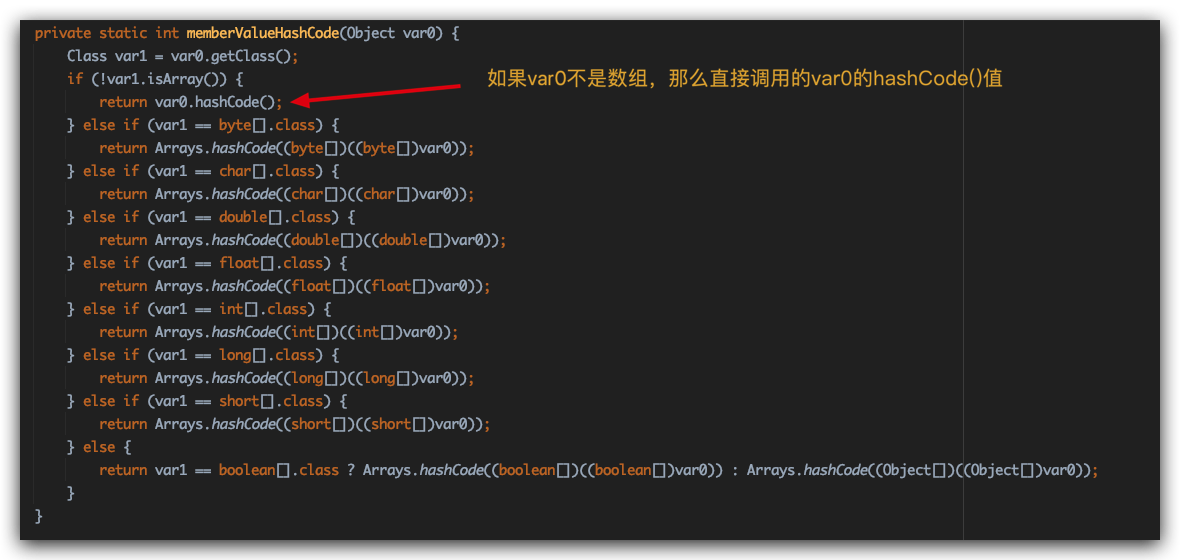 private static int memberValueHashCode(Object var0) {
Class var1 = var0.getClass();
if (!var1.isArray()) {
如果var0不是数组，那么直接调用的var0的hashCode()值
return var0.hashCode();
} else if (var1 == byte[].class) {
return Arrays.hashCode((byte[])((byte[])var0));
} else if (var1 == char[].class) {
return Arrays.hashCode((char[])((char[])var0));
} else if (var1 == double[].class) {
return Arrays.hashCode((double[])((double[])var0));
} else if (var1 == float[].class) {
return Arrays.hashCode((float[])((float[])var0));
} else if (var1 == int[].class) {
return Arrays.hashCode((int[])((int[])var0));
} else if (var1 == long[].class) {
return Arrays.hashCode((long[])((long[])var0));
} else if (var1 == short[].class) {
return Arrays.hashCode((short[])((short[])var0));
} else {
return var1 == boolean[].class ? Arrays.hashCode((boolean[])((boolean[])var0)) : Arrays.hashCode((Object[])((Object[])var0));
}
}